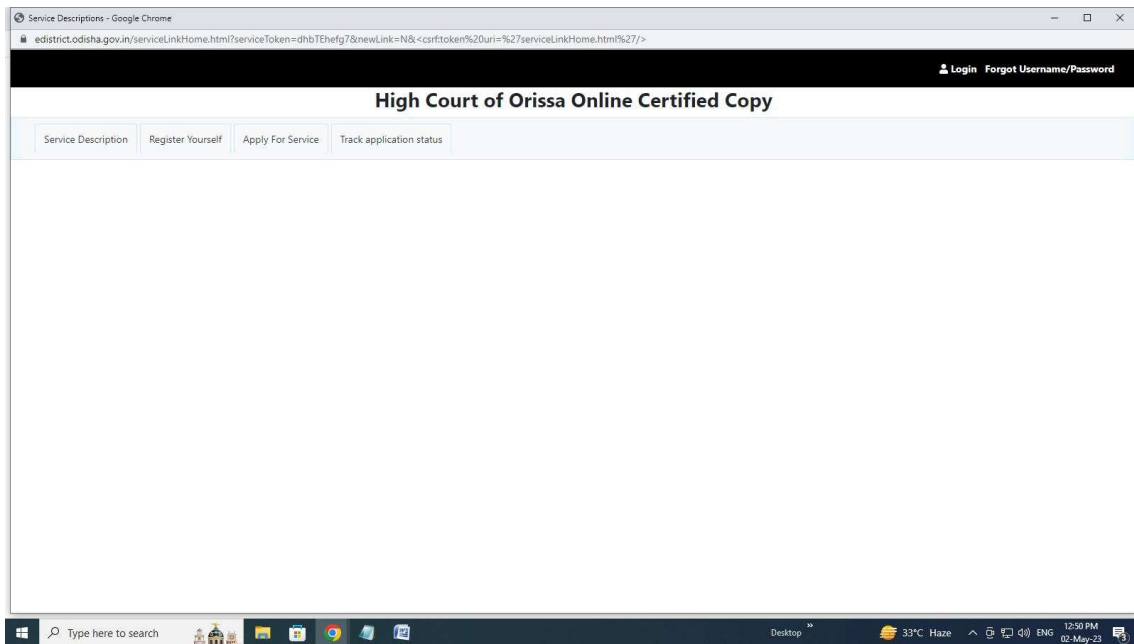 Service Descriptions - Google Chrome
edistrict.odisha.gov.in/serviceLinkHome.html?serviceToken=dhbTEhefg7&newLink=N&<csrf:token%20uri=%27serviceLinkHome.html%27/>
Login Forgot Username/Password
High Court of Orissa Online Certified Copy
Service Description Register Yourself Apply For Service Track application status
Type here to search Desktop 33°C Haze ENG 12:50 PM
02-May-23 3